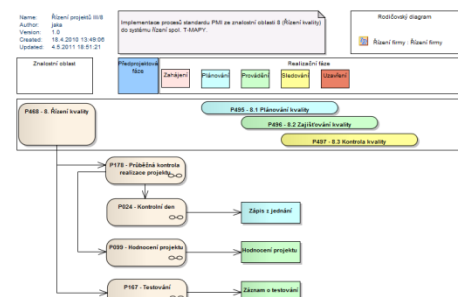 Name: Řízení projektů III/8
Author: jaka
Version: 1.0
Created: 18.4.2010 13:49:06
Updated: 4.5.2011 18:51:21
Implementace procesů standardu PMI ze znalostní oblasti 8 (Řízení kvality)
do systému řízení spol. T-MAPY.
Rodičovský diagram
Řízení firmy : Řízení firmy
Znalostní oblast
Předprojektová
fáze
Realizační fáze
Zahájení
Plánování
Provádění
Sledování
Uzavření
P468 - 8. Řízení kvality
P495 - 8.1 Plánování kvality
P496 - 8.2 Zajišťování kvality
P497 - 8.3 Kontrola kvality
P178 - Průběžná kontrola
realizace projektu
P024 - Kontrolní den
Zápis z jednání
P099 - Hodnocení projektu
Hodnocení projektu
P167 - Testování
Záznam o testování